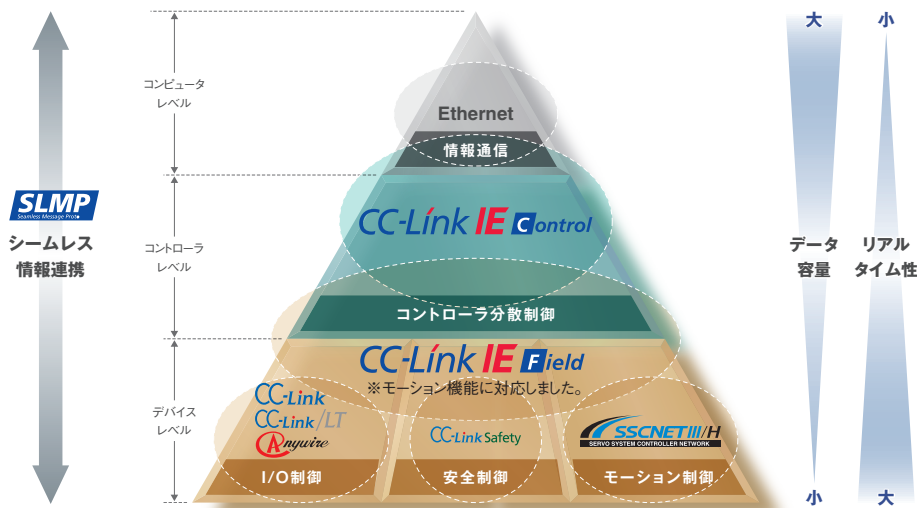 SLMP
Seamless Message Proto
シームレス
情報連携
コンピュータ
レベル
コントローラ
レベル
デバイス
レベル
Ethernet
情報通信
CC-Link IE Control
コントローラ分散制御
CC-Link IE Field
※モーション機能に対応しました。
CC-Link
CC-Link/LT
Anywire
I/O制御
CC-Link Safety
安全制御
SSCNETIII/H
SERVO SYSTEM CONTROLLER NETWORK
モーション制御
大
データ
容量
小
小
リアル
タイム性
大